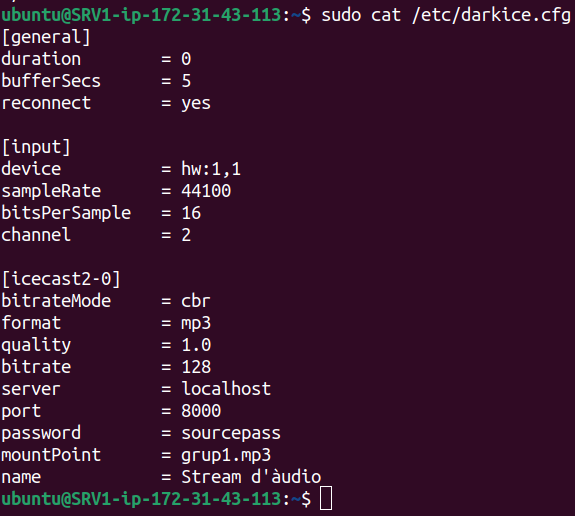 ubuntu@SRV1-ip-172-31-43-113:~$ sudo cat /etc/darkice.cfg
[general]
duration        = 0
bufferSecs      = 5
reconnect       = yes

[input]
device          = hw:1,1
sampleRate      = 44100
bitsPerSample   = 16
channel         = 2

[icecast2-0]
bitrateMode     = cbr
format          = mp3
quality         = 1.0
bitrate         = 128
server          = localhost
port            = 8000
password        = sourcepass
mountPoint      = grup1.mp3
name            = Stream d'àudio
ubuntu@SRV1-ip-172-31-43-113:~$